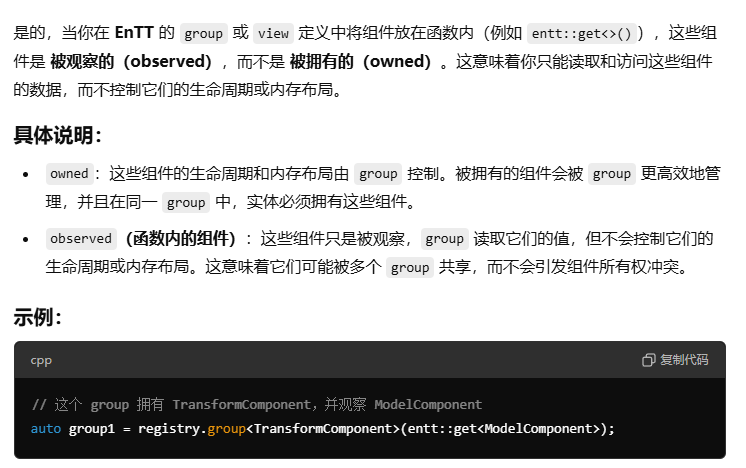 是的，当你在 EnTT 的 group 或 view 定义中将组件放在函数内（例如 entt::get<>()），这些组
件是 被观察的（observed），而不是 被拥有的（owned）。这意味着你只能读取和访问这些组件
的数据，而不控制它们的生命周期或内存布局。
具体说明：
• owned：这些组件的生命周期和内存布局由 group 控制。被拥有的组件会被 group 更高效地管
理，并且在同一 group 中，实体必须拥有这些组件。
• observed（函数内的组件）：这些组件只是被观察，group 读取它们的值，但不会控制它们的
生命周期或内存布局。这意味着它们可能被多个 group 共享，而不会引发组件所有权冲突。
示例：
cpp 复制代码
// 这个 group 拥有 TransformComponent，并观察 ModelComponent
auto group1 = registry.group<TransformComponent>(entt::get<ModelComponent>);